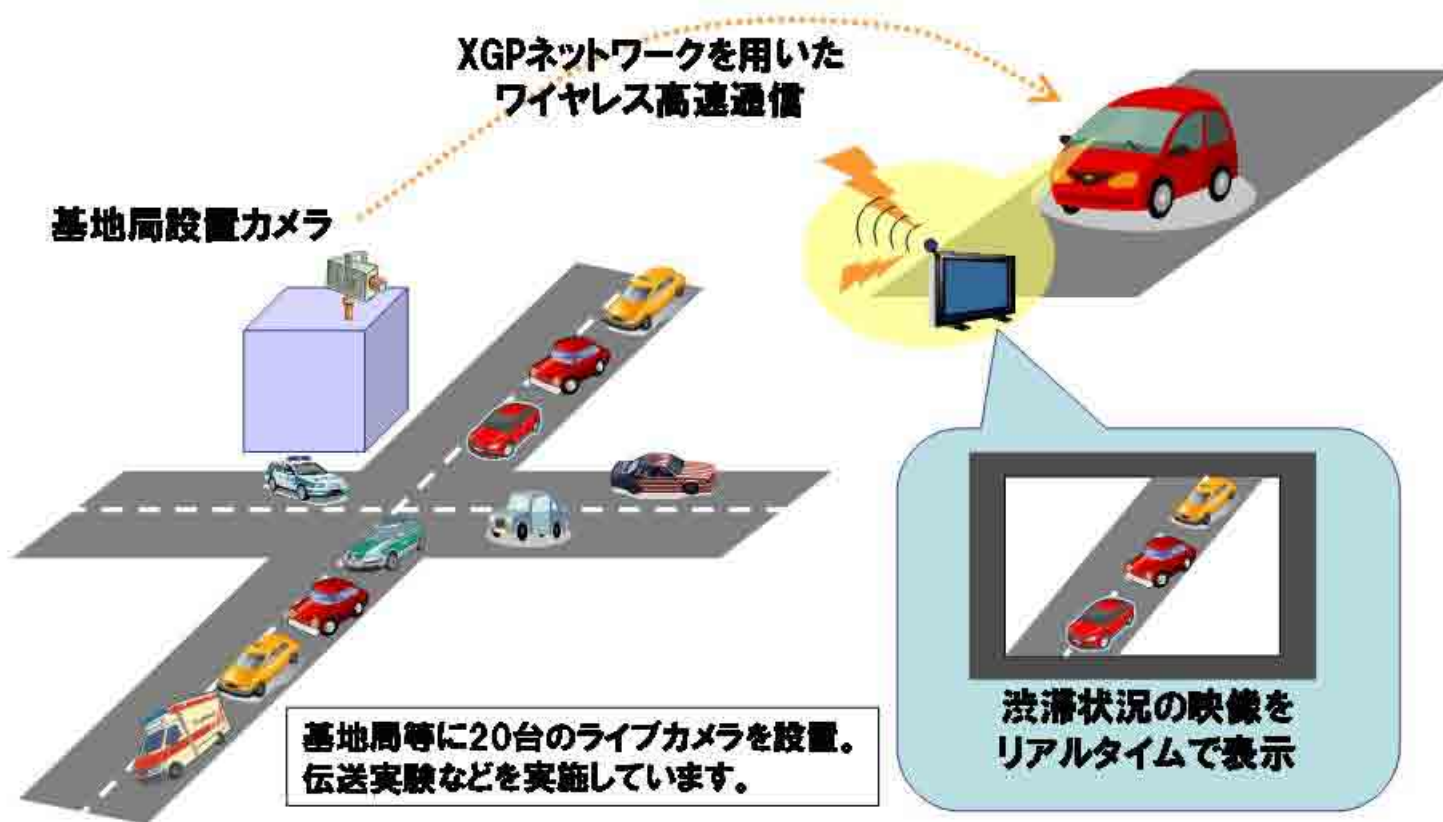 XGPネットワークを用いた
ワイヤレス高速通信
基地局設置カメラ
基地局等に20台のライブカメラを設置。
伝送実験などを実施しています。
渋滞状況の映像を
リアルタイムで表示